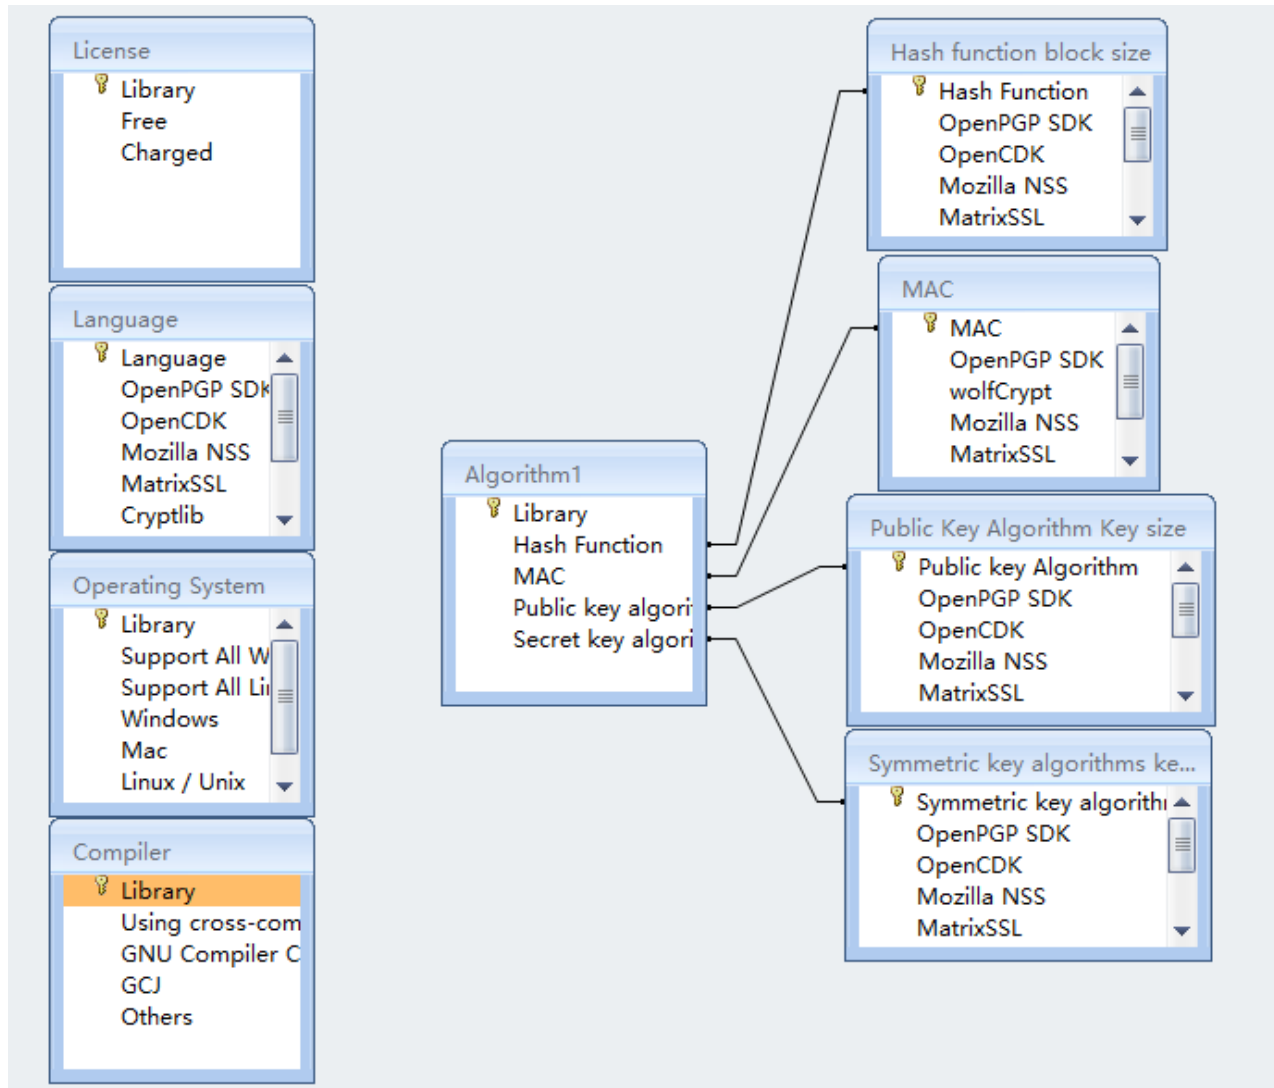 License
Library
Free
Charged
Language
Language
OpenPGP SDK
OpenCDK
Mozilla NSS
MatrixSSL
Cryptlib
Operating System
Library
Support All W
Support All Li
Windows
Mac
Linux / Unix
Compiler
Library
Using cross-com
GNU Compiler C
GCJ
Others
Algorithm1
Library
Hash Function
MAC
Public key algori
Secret key algori
Hash function block size
Hash Function
OpenPGP SDK
OpenCDK
Mozilla NSS
MatrixSSL
MAC
MAC
OpenPGP SDK
wolfCrypt
Mozilla NSS
MatrixSSL
Public Key Algorithm Key size
Public key Algorithm
OpenPGP SDK
OpenCDK
Mozilla NSS
MatrixSSL
Symmetric key algorithms ke...
Symmetric key algorith
OpenPGP SDK
OpenCDK
Mozilla NSS
MatrixSSL